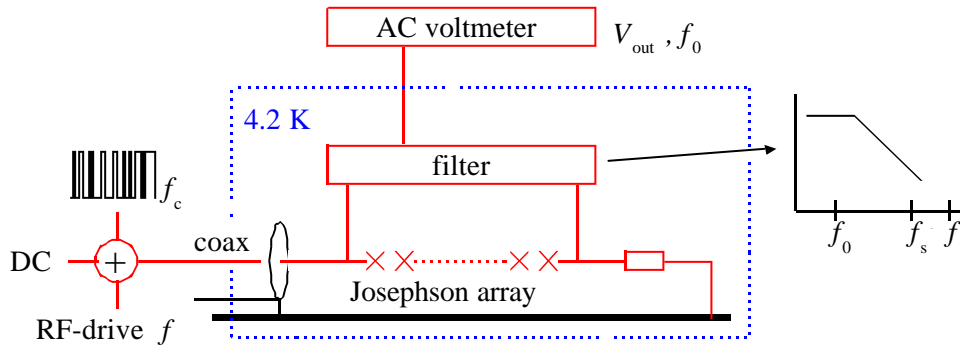 AC voltmeter
V_out , f_0
4.2 K
filter
f_c
coax
DC
+
Josephson array
RF-drive f
f_0
f_s
f